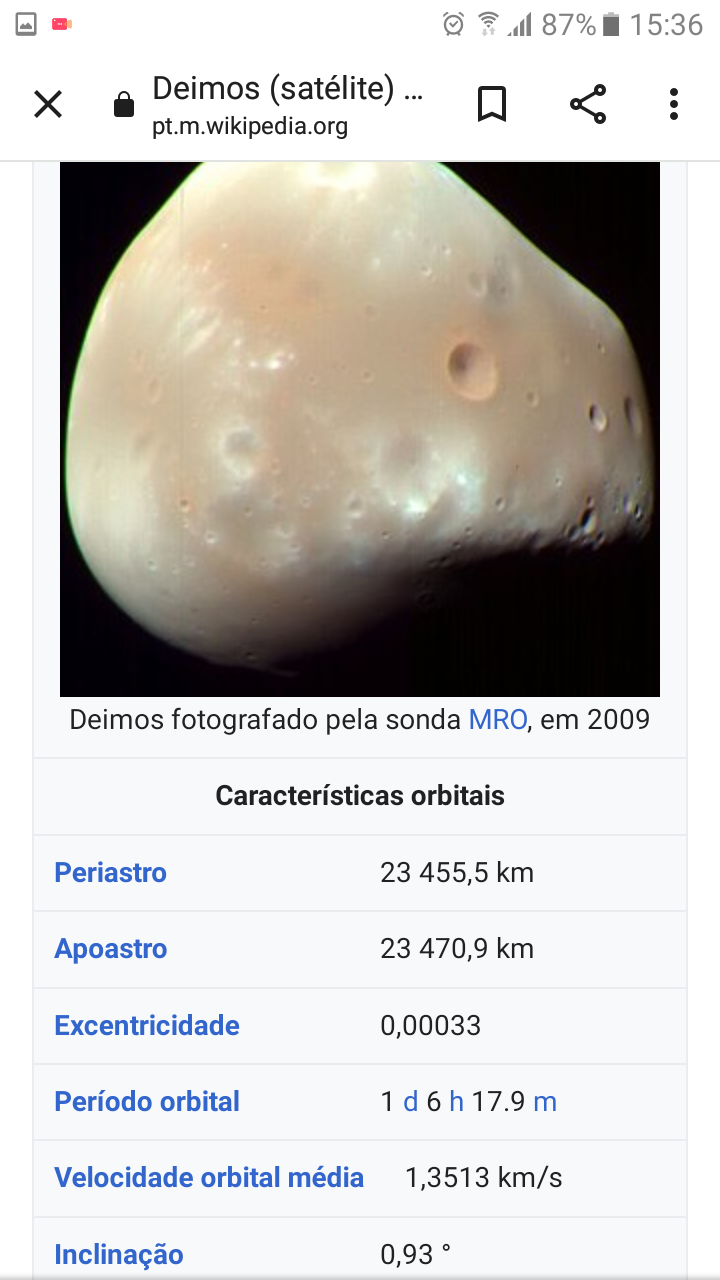 87% 15:36
Deimos (satélite) ...
pt.m.wikipedia.org
Deimos fotografado pela sonda MRO, em 2009
Características orbitais
Periastro 23 455,5 km
Apoastro 23 470,9 km
Excentricidade 0,00033
Período orbital 1 d 6 h 17.9 m
Velocidade orbital média 1,3513 km/s
Inclinação 0,93 °